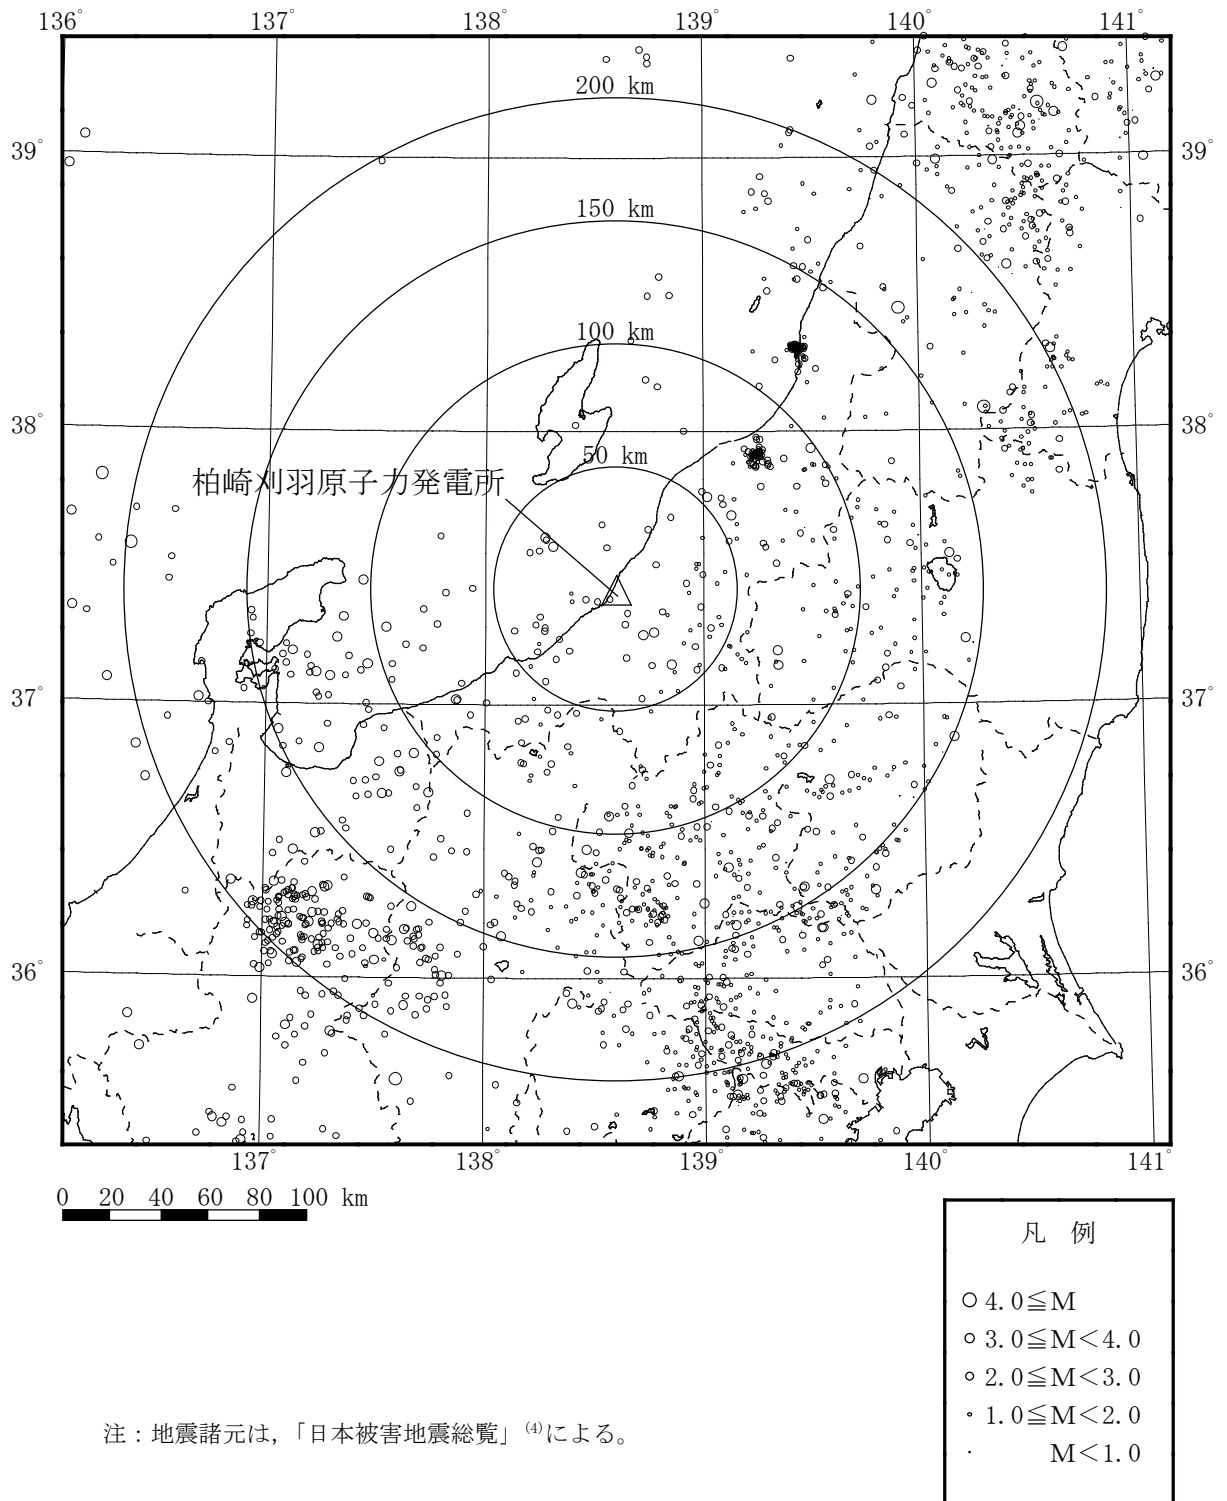 136° 137° 138° 139° 140° 141°
200 km
39° 39°
150 km
100 km
38° 38°
50 km
柏崎刈羽原子力発電所
37° 37°
36° 36°
137° 138° 139° 140° 141°
0 20 40 60 80 100 km
凡 例
○ 4.0≦M
○ 3.0≦M<4.0
○ 2.0≦M<3.0
∘ 1.0≦M<2.0
· M<1.0
注：地震諸元は，「日本被害地震総覧」(4)による。